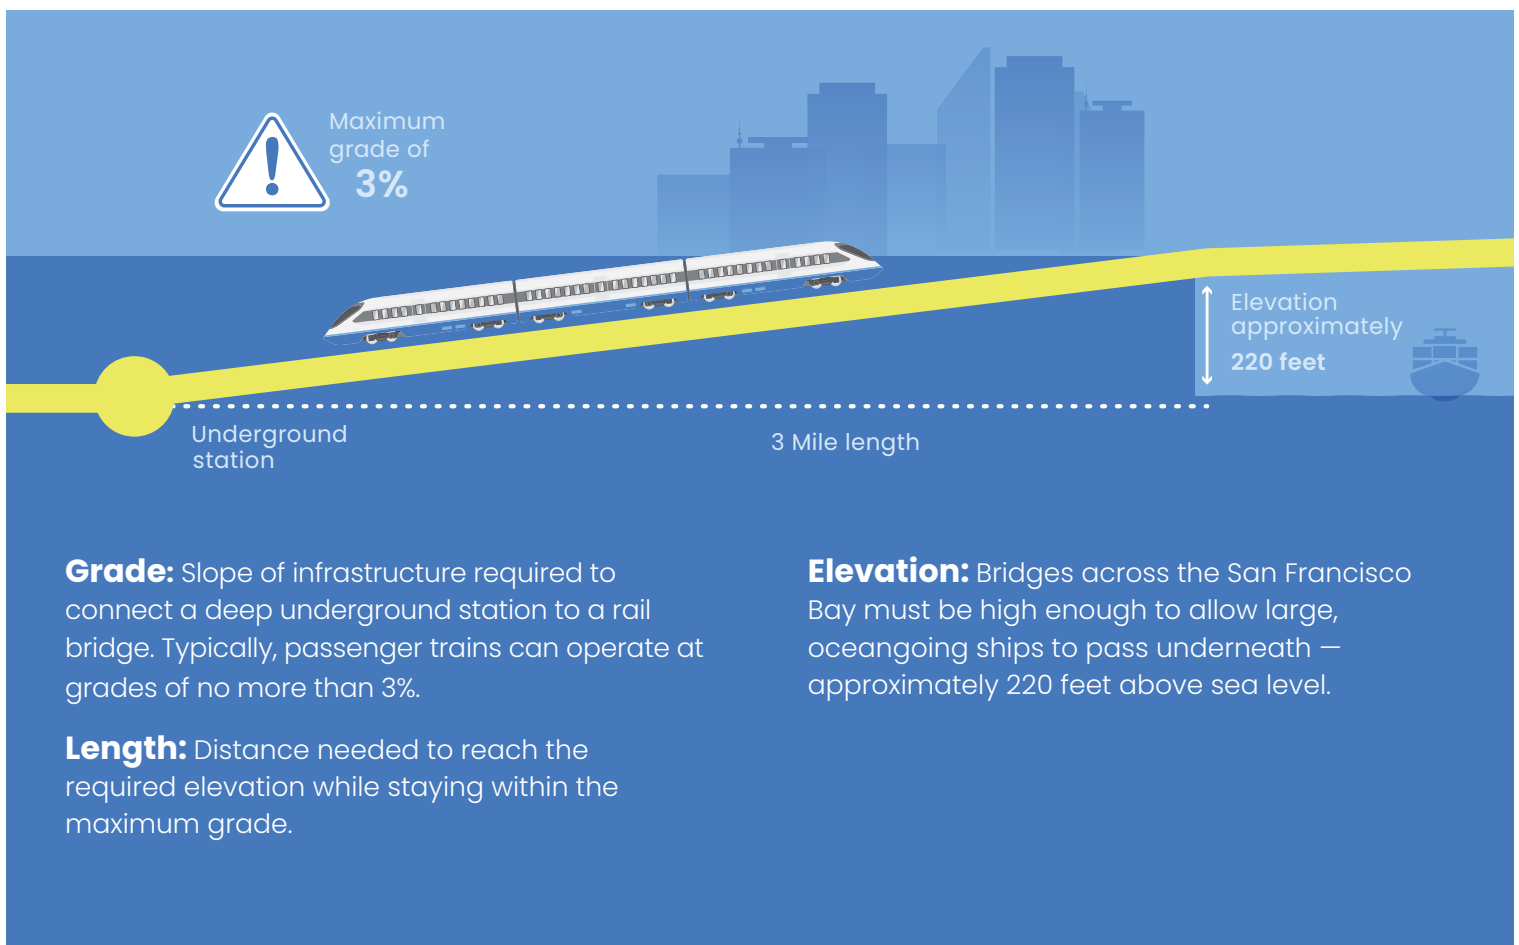 Maximum
grade of
3%
Elevation
approximately
220 feet
Underground
station
3 Mile length
Grade: Slope of infrastructure required to
connect a deep underground station to a rail
bridge. Typically, passenger trains can operate at
grades of no more than 3%.
Length: Distance needed to reach the
required elevation while staying within the
maximum grade.
Elevation: Bridges across the San Francisco
Bay must be high enough to allow large,
oceangoing ships to pass underneath —
approximately 220 feet above sea level.